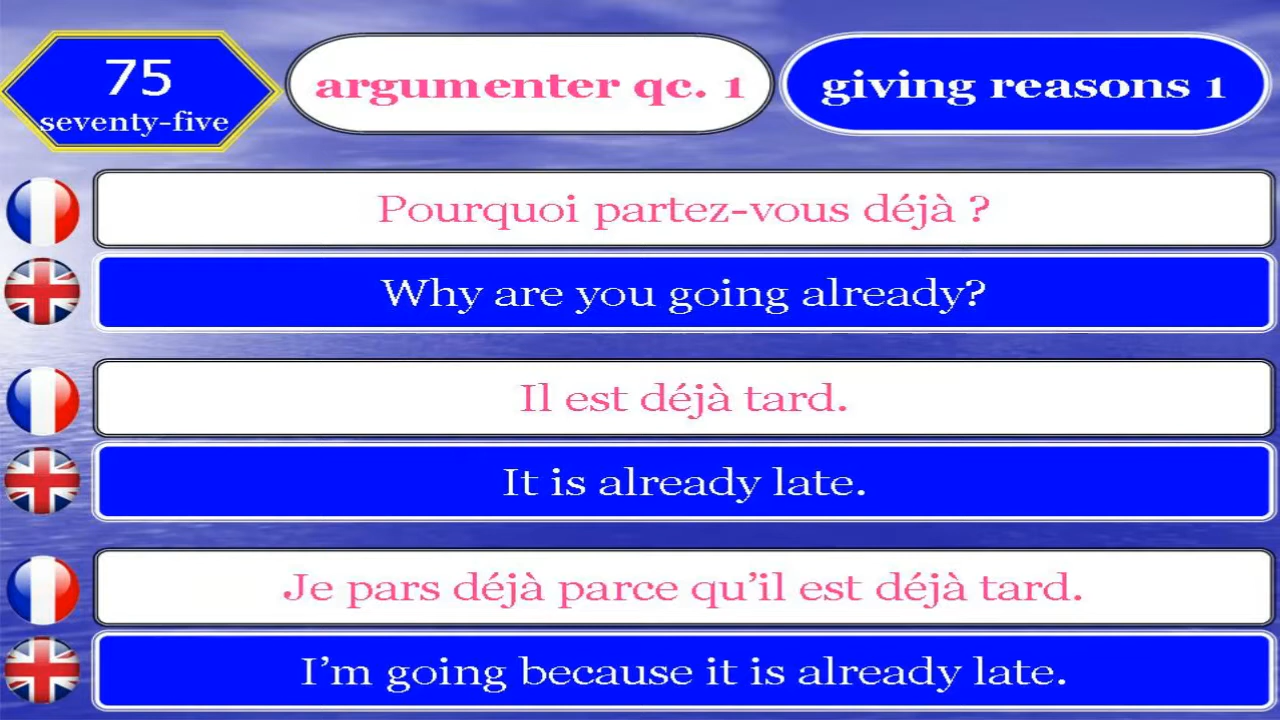 75
seventy-five
argumenter qc. 1
giving reasons 1
Pourquoi partez-vous déjà ?
Why are you going already?
Il est déjà tard.
It is already late.
Je pars déjà parce qu’il est déjà tard.
I’m going because it is already late.